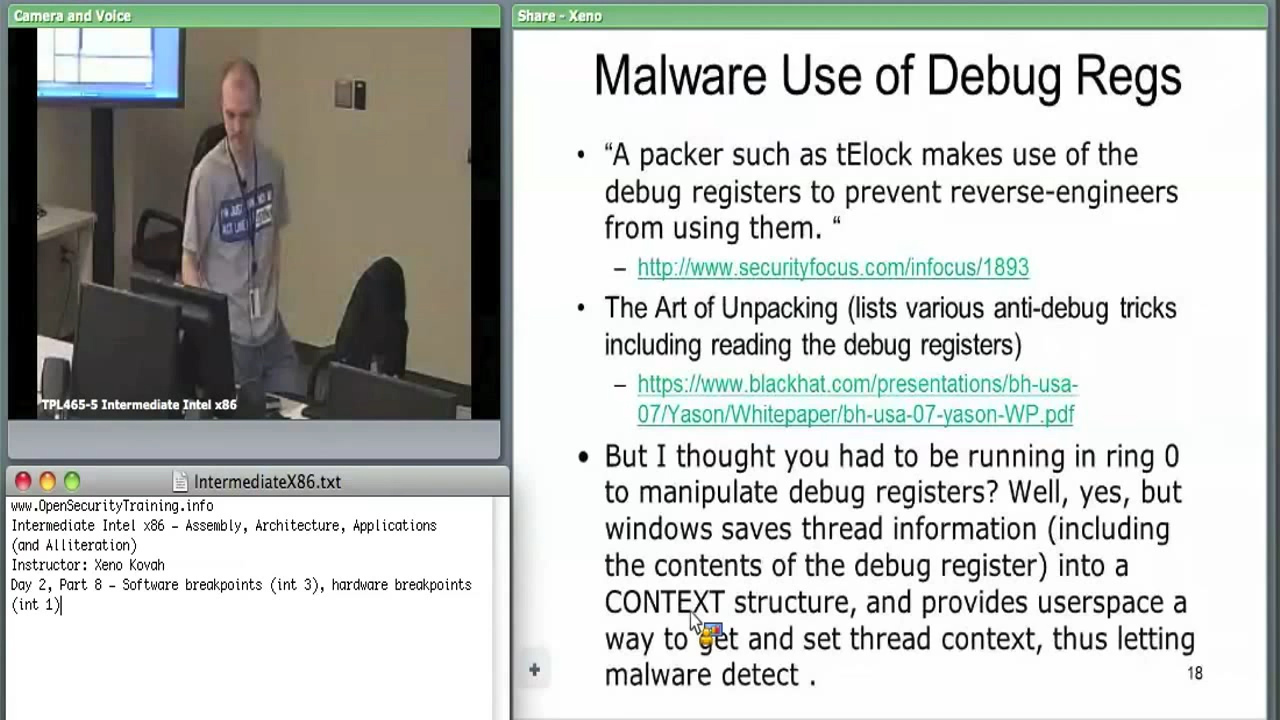 Camera and Voice
TPL465-5 Intermediate Intel x86
IntermediateX86.txt
www.OpenSecurityTraining.info
Intermediate Intel x86 – Assembly, Architecture, Applications
(and Alliteration)
Instructor: Xeno Kovah
Day 2, Part 8 – Software breakpoints (int 3), hardware breakpoints
(int 1)
Share - Xeno
Malware Use of Debug Regs
• “A packer such as tElock makes use of the
debug registers to prevent reverse-engineers
from using them. “
– http://www.securityfocus.com/infocus/1893
• The Art of Unpacking (lists various anti-debug tricks
including reading the debug registers)
– https://www.blackhat.com/presentations/bh-usa-
07/Yason/Whitepaper/bh-usa-07-yason-WP.pdf
• But I thought you had to be running in ring 0
to manipulate debug registers? Well, yes, but
windows saves thread information (including
the contents of the debug register) into a
CONTEXT structure, and provides userspace a
way to get and set thread context, thus letting
malware detect .
18